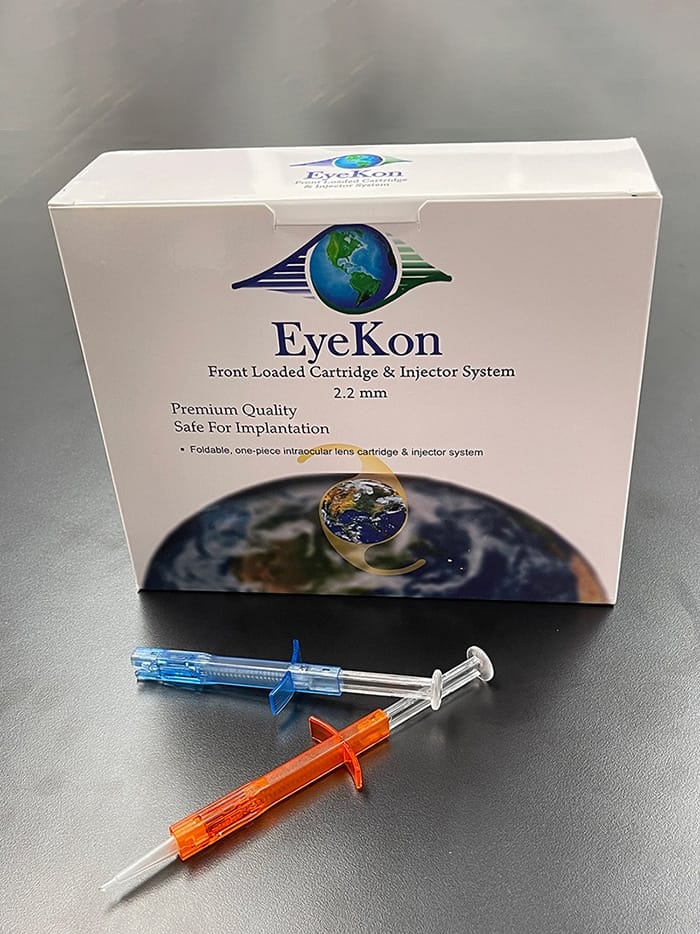 EyeKon
Front Loaded Cartridge
& Injector System
EyeKon
Front Loaded Cartridge & Injector System
2.2 mm
Premium Quality
Safe For Implantation
• Foldable, one-piece intraocular lens cartridge & injector system